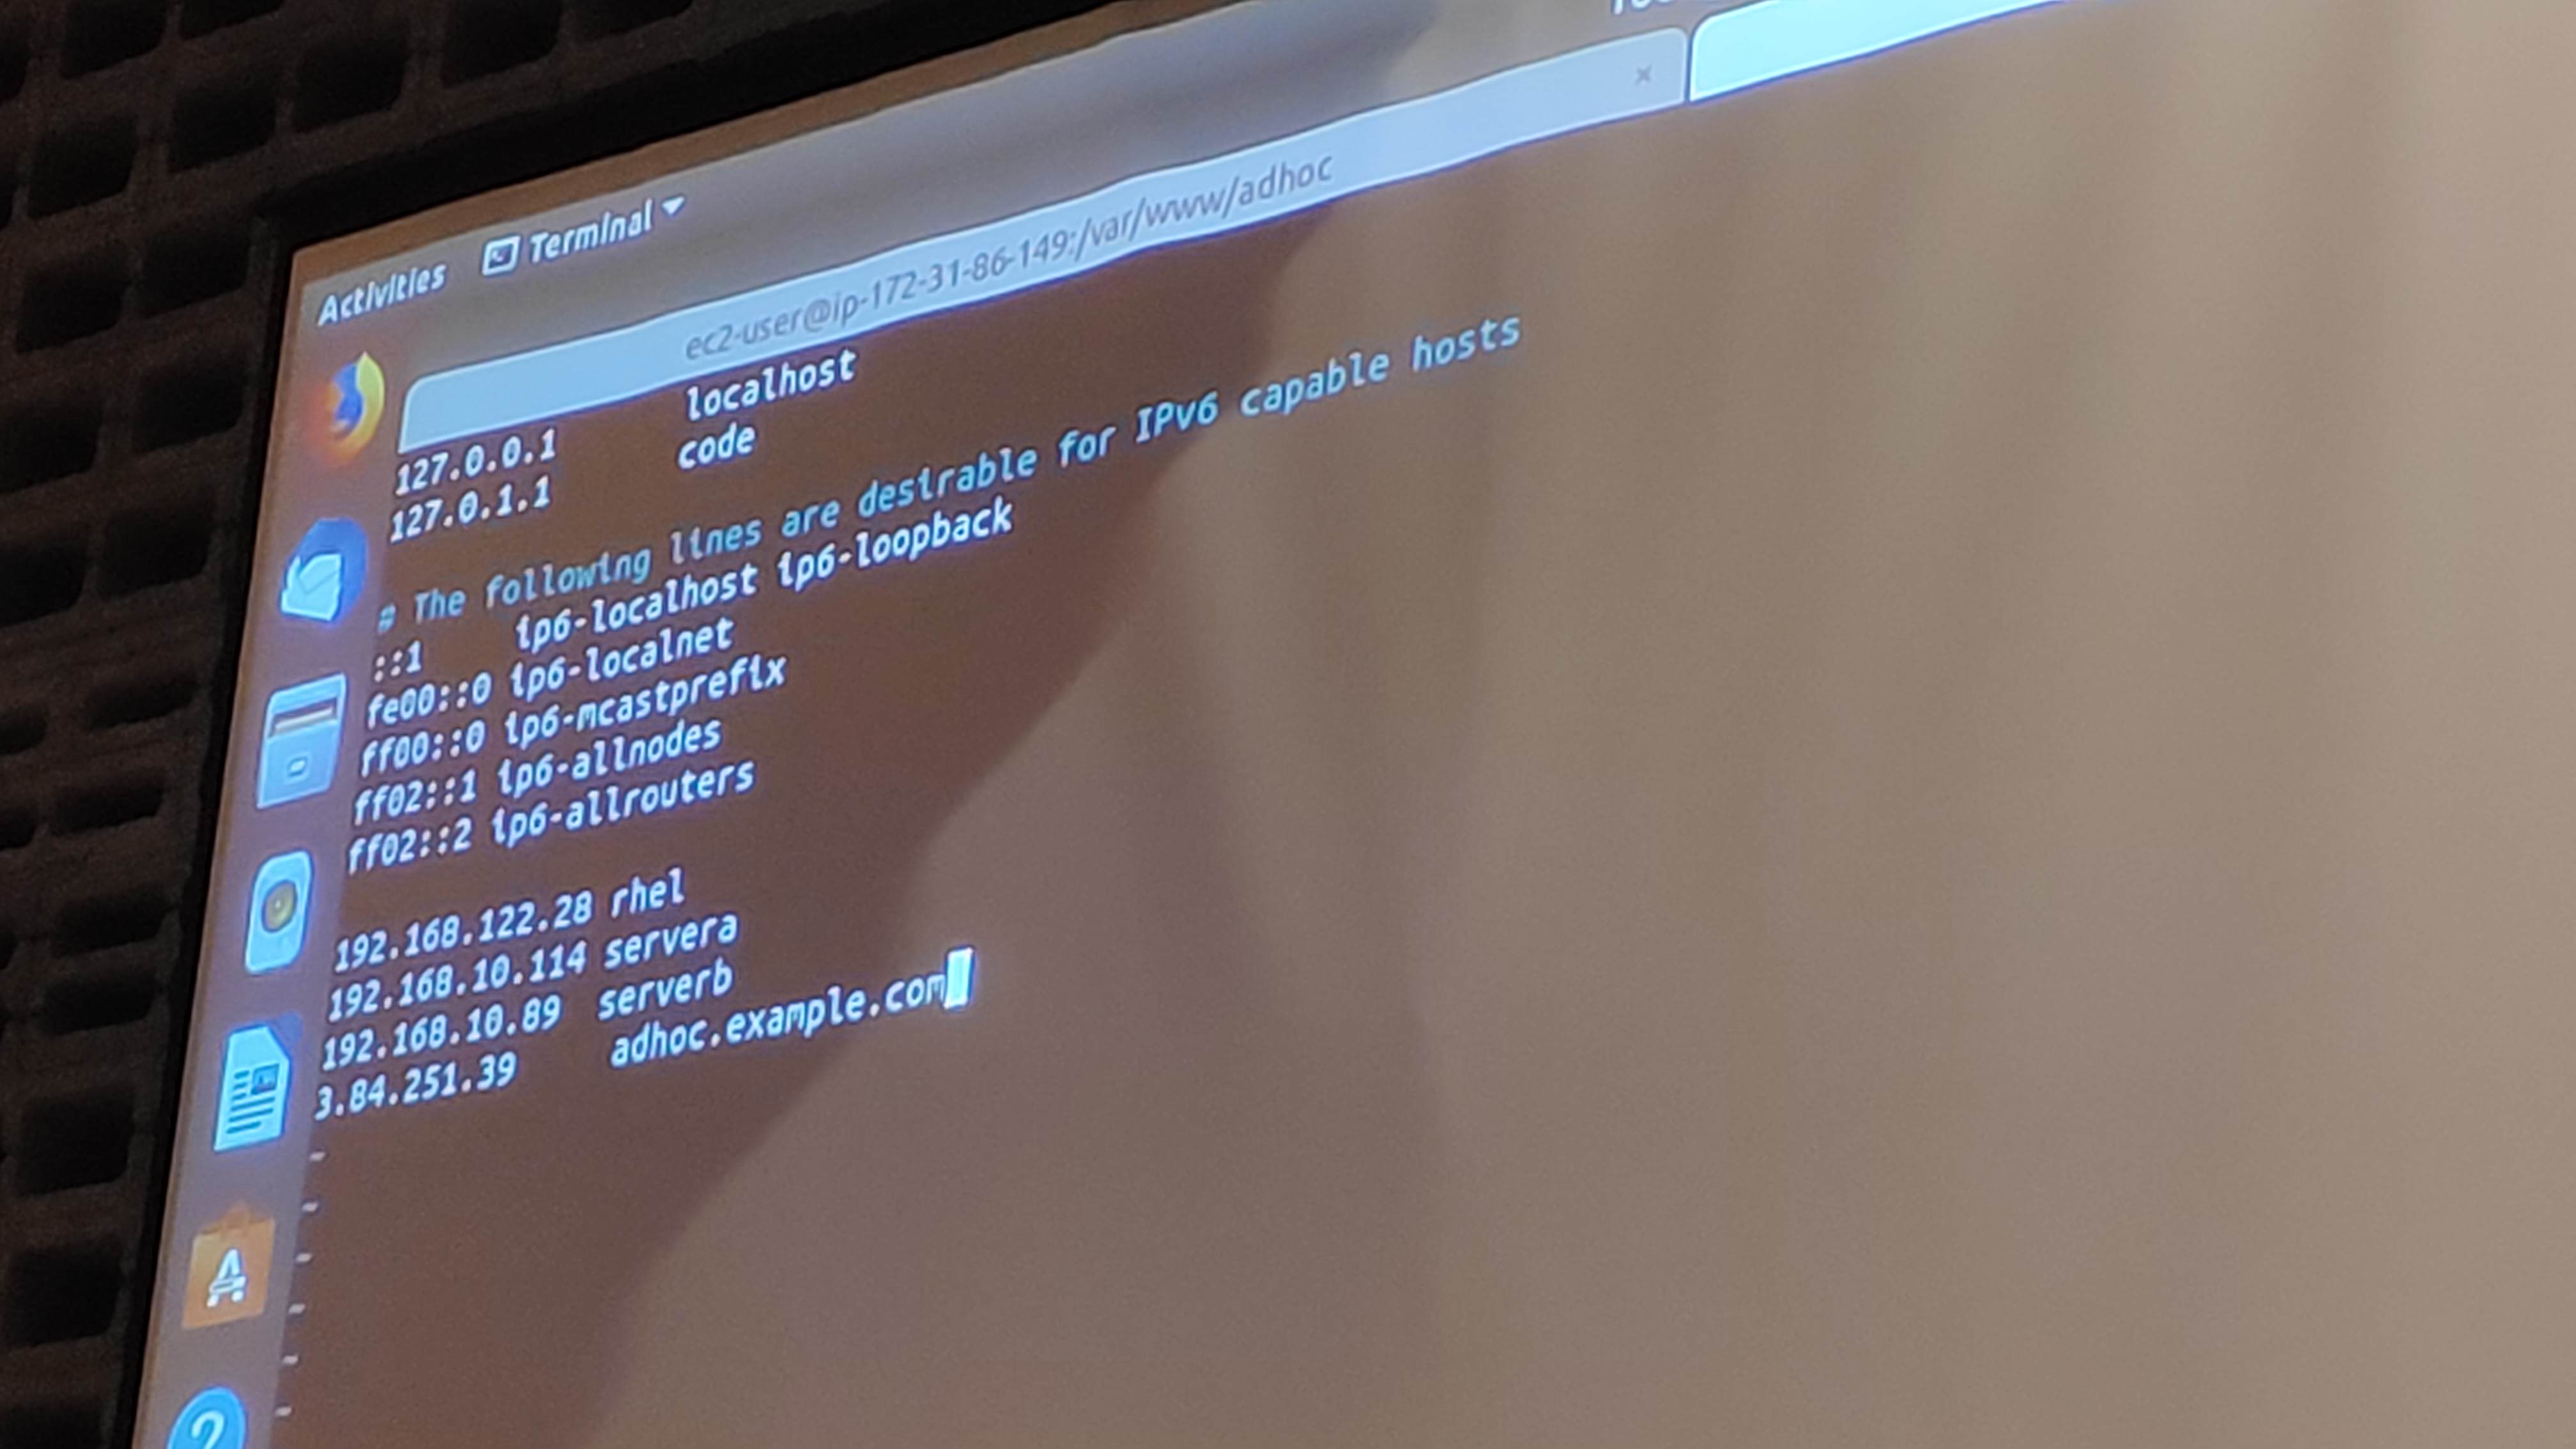 Activities Terminal
ec2-user@ip-172-31-86-149:/var/www/adhoc
127.0.0.1 localhost
127.0.1.1 code
# The following lines are desirable for IPv6 capable hosts
::1 ip6-localhost ip6-loopback
fe00::0 ip6-localnet
ff00::0 ip6-mcastprefix
ff02::1 ip6-allnodes
ff02::2 ip6-allrouters
192.168.122.28 rhel
192.168.10.114 servera
192.168.10.89 serverb
3.84.251.39 adhoc.example.com
~
~
~
~
~
~